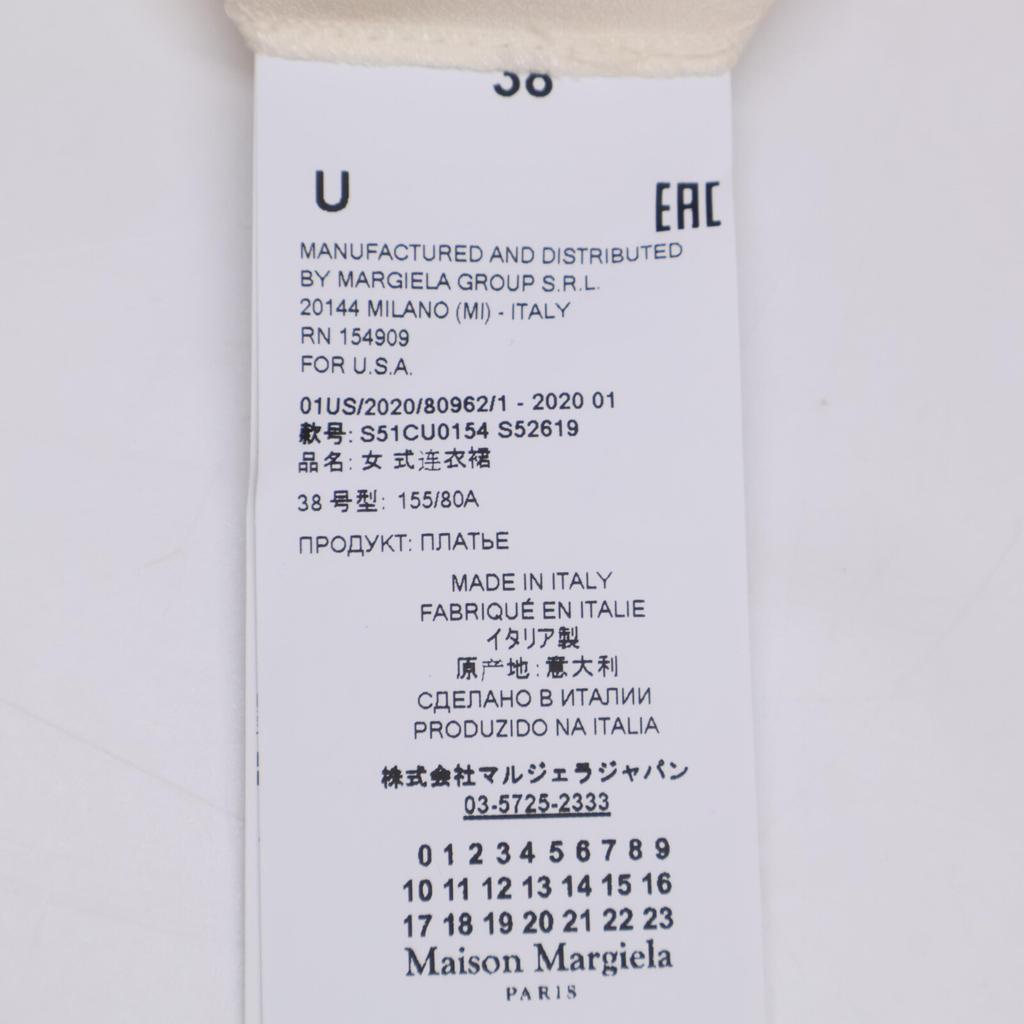 38
U
EAC
MANUFACTURED AND DISTRIBUTED
BY MARGIELA GROUP S.R.L.
20144 MILANO (MI) - ITALY
RN 154909
FOR U.S.A.
01US/2020/80962/1 - 2020 01
款号: S51CU0154 S52619
品名: 女 式连衣裙
38 号型: 155/80A
ПРОДУКТ: ПЛАТЬЕ
MADE IN ITALY
FABRIQUÉ EN ITALIE
イタリア製
原产地:意大利
СДЕЛАНО В ИТАЛИИ
PRODUZIDO NA ITALIA
株式会社マルジェラジャパン
03-5725-2333
0 1 2 3 4 5 6 7 8 9
10 11 12 13 14 15 16
17 18 19 20 21 22 23
Maison Margiela
PARIS